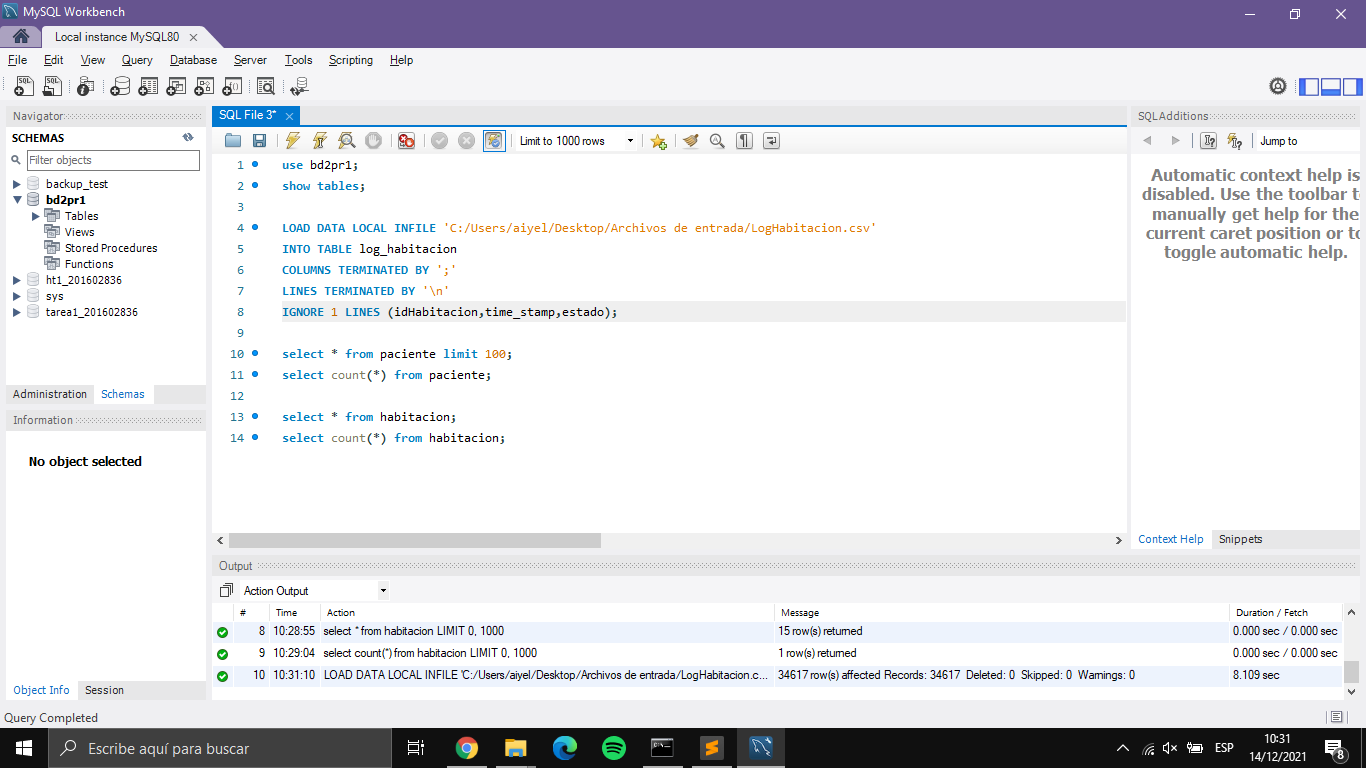 MySQL Workbench
Local instance MySQL80
File Edit View Query Database Server Tools Scripting Help
Navigator
SCHEMAS
Filter objects
backup_test
bd2pr1
Tables
Views
Stored Procedures
Functions
ht1_201602836
sys
tarea1_201602836
Administration Schemas
Information
No object selected
Object Info Session
SQL File 3*
Limit to 1000 rows
1 use bd2pr1;
2 show tables;
3
4 LOAD DATA LOCAL INFILE 'C:/Users/aiyel/Desktop/Archivos de entrada/LogHabitacion.csv'
5 INTO TABLE log_habitacion
6 COLUMNS TERMINATED BY ';'
7 LINES TERMINATED BY '\n'
8 IGNORE 1 LINES (idHabitacion,time_stamp,estado);
9
10 select * from paciente limit 100;
11 select count(*) from paciente;
12
13 select * from habitacion;
14 select count(*) from habitacion;
SQLAdditions
Jump to
Automatic context help is
disabled. Use the toolbar t
manually get help for the
current caret position or to
toggle automatic help.
Context Help Snippets
Output
Action Output
# Time Action Message Duration / Fetch
8 10:28:55 select * from habitacion LIMIT 0, 1000 15 row(s) returned 0.000 sec / 0.000 sec
9 10:29:04 select count(*) from habitacion LIMIT 0, 1000 1 row(s) returned 0.000 sec / 0.000 sec
10 10:31:10 LOAD DATA LOCAL INFILE 'C:/Users/aiyel/Desktop/Archivos de entrada/LogHabitacion.c... 34617 row(s) affected Records: 34617 Deleted: 0 Skipped: 0 Warnings: 0 8.109 sec
Query Completed
Escribe aquí para buscar
ESP
10:31
14/12/2021
8